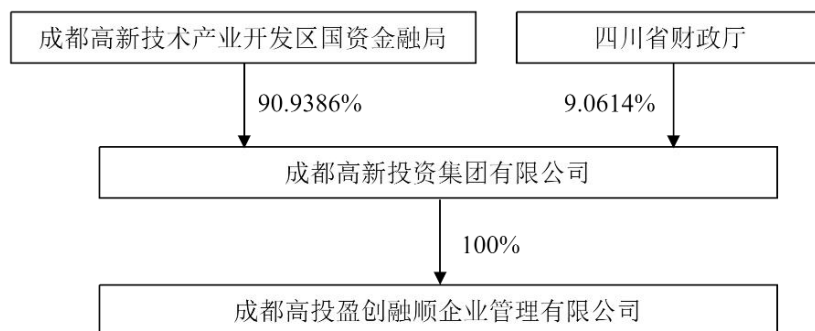 成都高新技术产业开发区国资金融局
四川省财政厅
90.9386%
9.0614%
成都高新投资集团有限公司
100%
成都高投盈创融顺企业管理有限公司